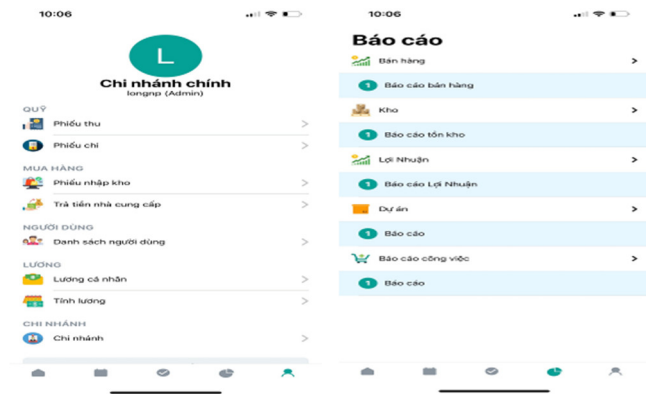 10:06
L
Chi nhánh chính
longnp (Admin)
QUỸ
Phiếu thu
Phiếu chi
MUA HÀNG
Phiếu nhập kho
Trả tiền nhà cung cấp
NGƯỜI DÙNG
Danh sách người dùng
LƯƠNG
Lương cá nhân
Tính lương
CHI NHÁNH
Chi nhánh
10:06
Báo cáo
Bán hàng
1 Báo cáo bán hàng
Kho
1 Báo cáo tồn kho
Lợi Nhuận
1 Báo cáo Lợi Nhuận
Dự án
1 Báo cáo
Báo cáo công việc
1 Báo cáo